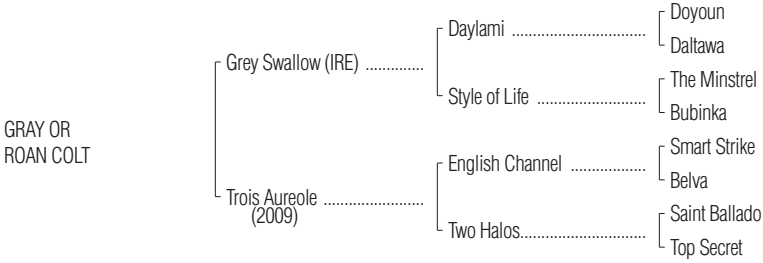 Doyoun
Daylami ................................
Daltawa
Grey Swallow (IRE) ..............
The Minstrel
Style of Life ..........................
Bubinka
GRAY OR
ROAN COLT
Smart Strike
English Channel ..................
Belva
Trois Aureole ........................
(2009)
Saint Ballado
Two Halos..............................
Top Secret